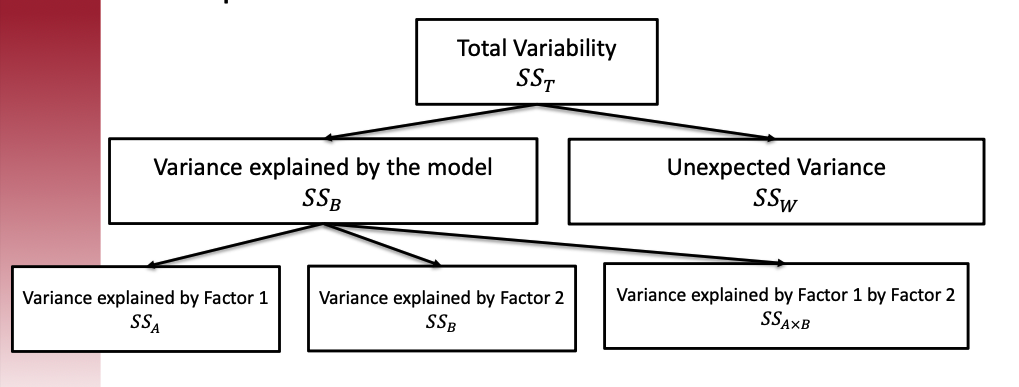 Total Variability
SS_T
Variance explained by the model
SS_B
Unexpected Variance
SS_W
Variance explained by Factor 1
SS_A
Variance explained by Factor 2
SS_B
Variance explained by Factor 1 by Factor 2
SS_{A×B}